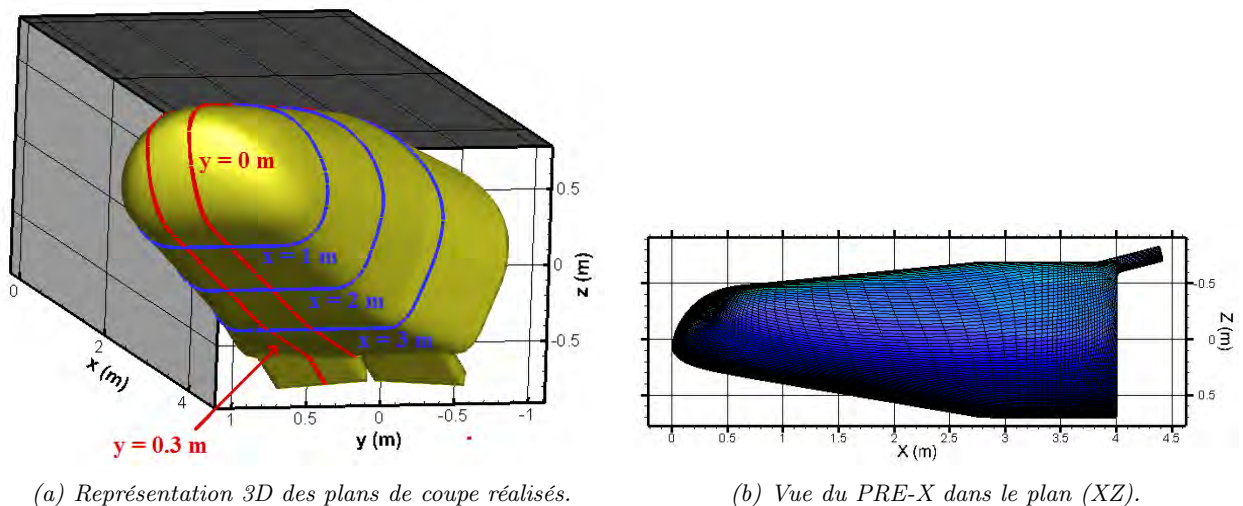 y = 0 m
x = 1 m
x = 2 m
x = 3 m
y = 0.3 m
0
2
4
x (m)
1
0.5
0
-0.5
-1
y (m)
0.5
0
-0.5
z (m)
-0.5
0
0.5
Z (m)
0
0.5
1
1.5
2
2.5
3
3.5
4
4.5
X (m)
(a) Représentation 3D des plans de coupe réalisés.
(b) Vue du PRE-X dans le plan (XZ).